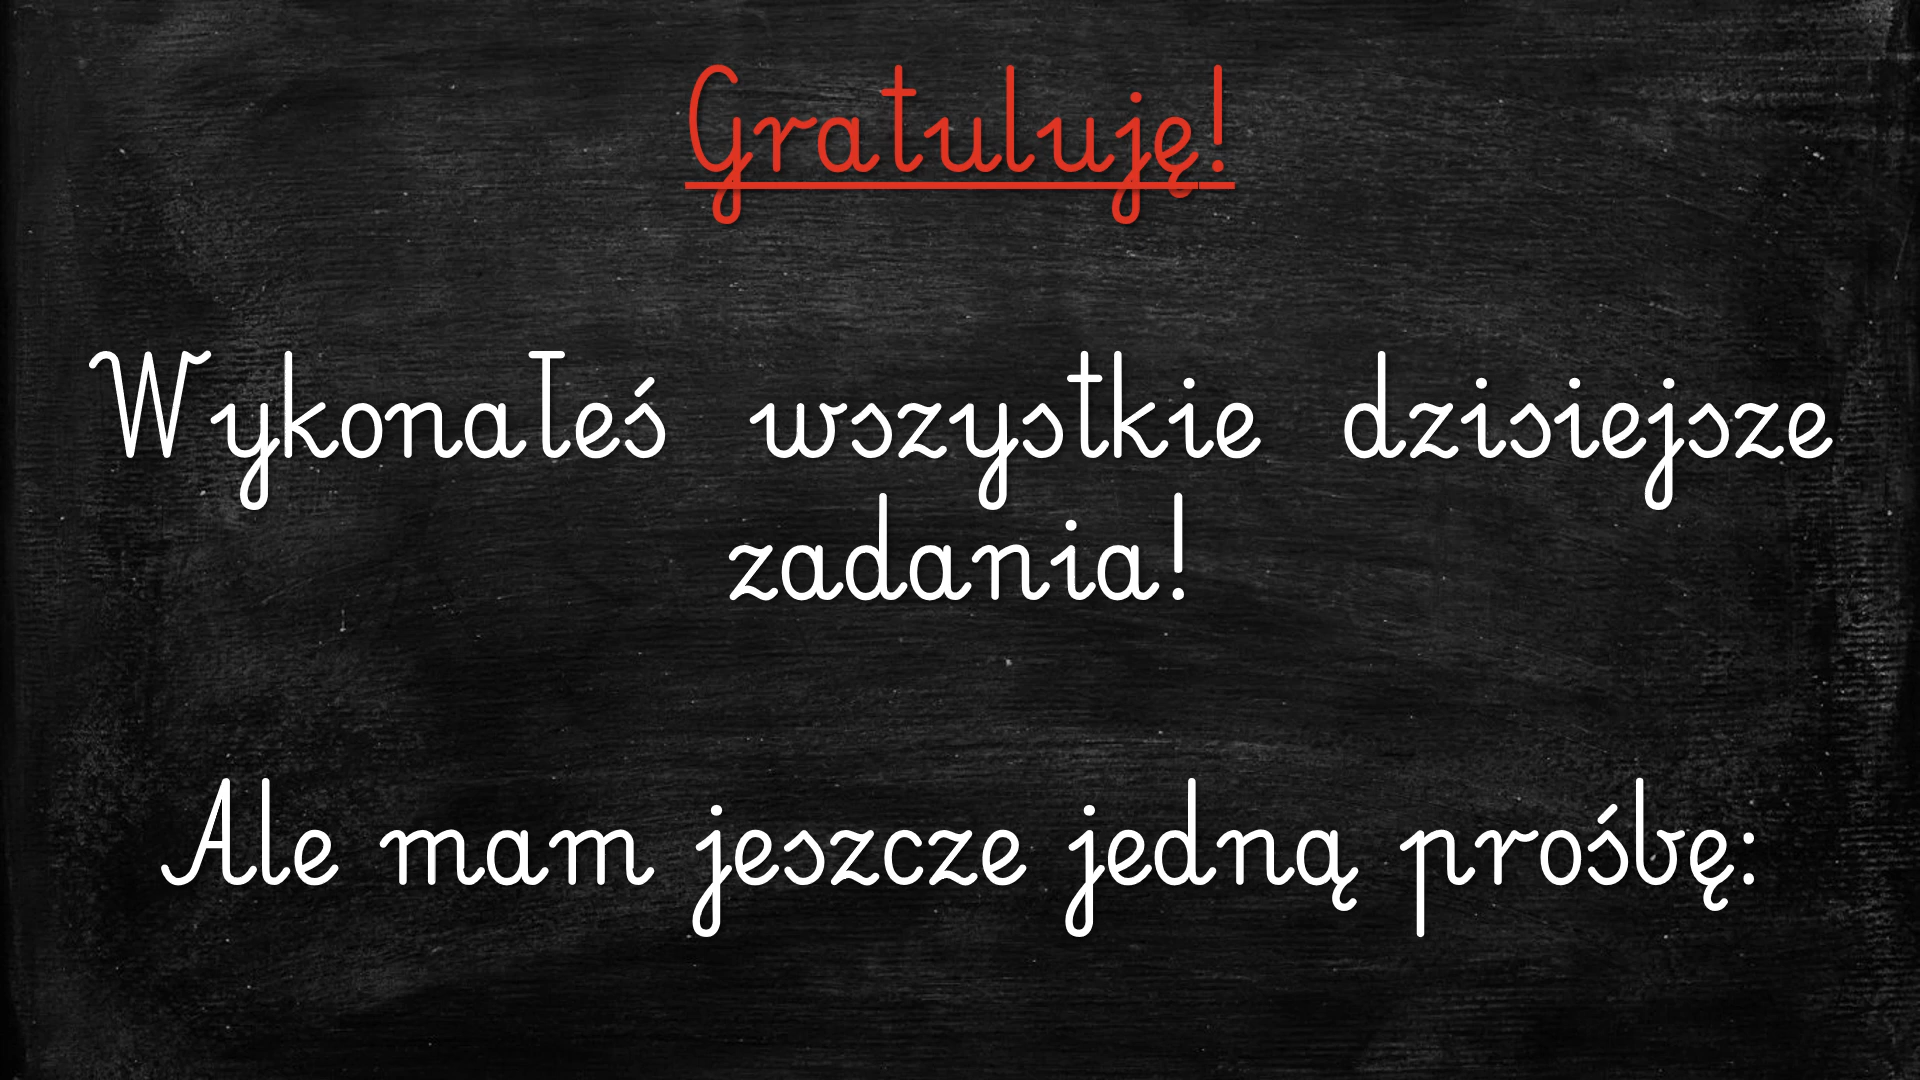 Gratuluję!
Wykonałeś wszystkie dzisiejsze
zadania!
Ale mam jeszcze jedną prośbę: